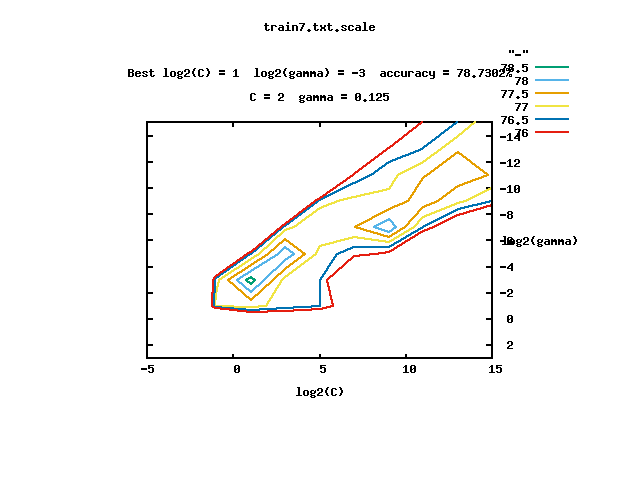 train7.txt.scale
"-"
Best log2(C) = 1  log2(gamma) = -3  accuracy = 78.7302%
C = 2  gamma = 0.125
78.5
78
77.5
77
76.5
76
-14
-12
-10
-8
-6
log2(gamma)
-4
-2
0
2
-5 0 5 10 15
log2(C)